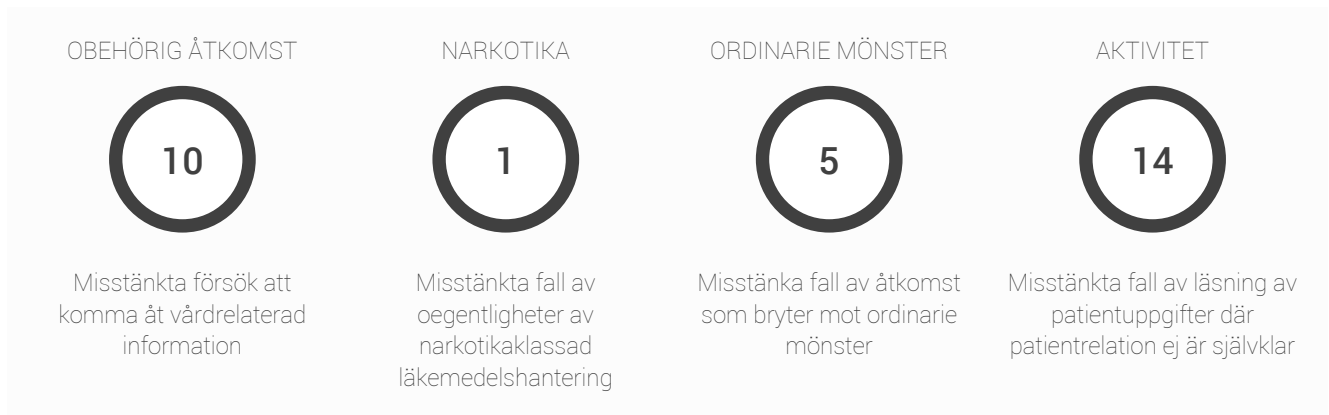 OBEHÖRIG ÅTKOMST
10
Misstänkta försök att
komma åt vårdrelaterad
information
NARKOTIKA
1
Misstänkta fall av
oegentligheter av
narkotikaklassad
läkemedelshantering
ORDINARIE MÖNSTER
5
Misstänka fall av åtkomst
som bryter mot ordinarie
mönster
AKTIVITET
14
Misstänkta fall av läsning av
patientuppgifter där
patientrelation ej är självklar